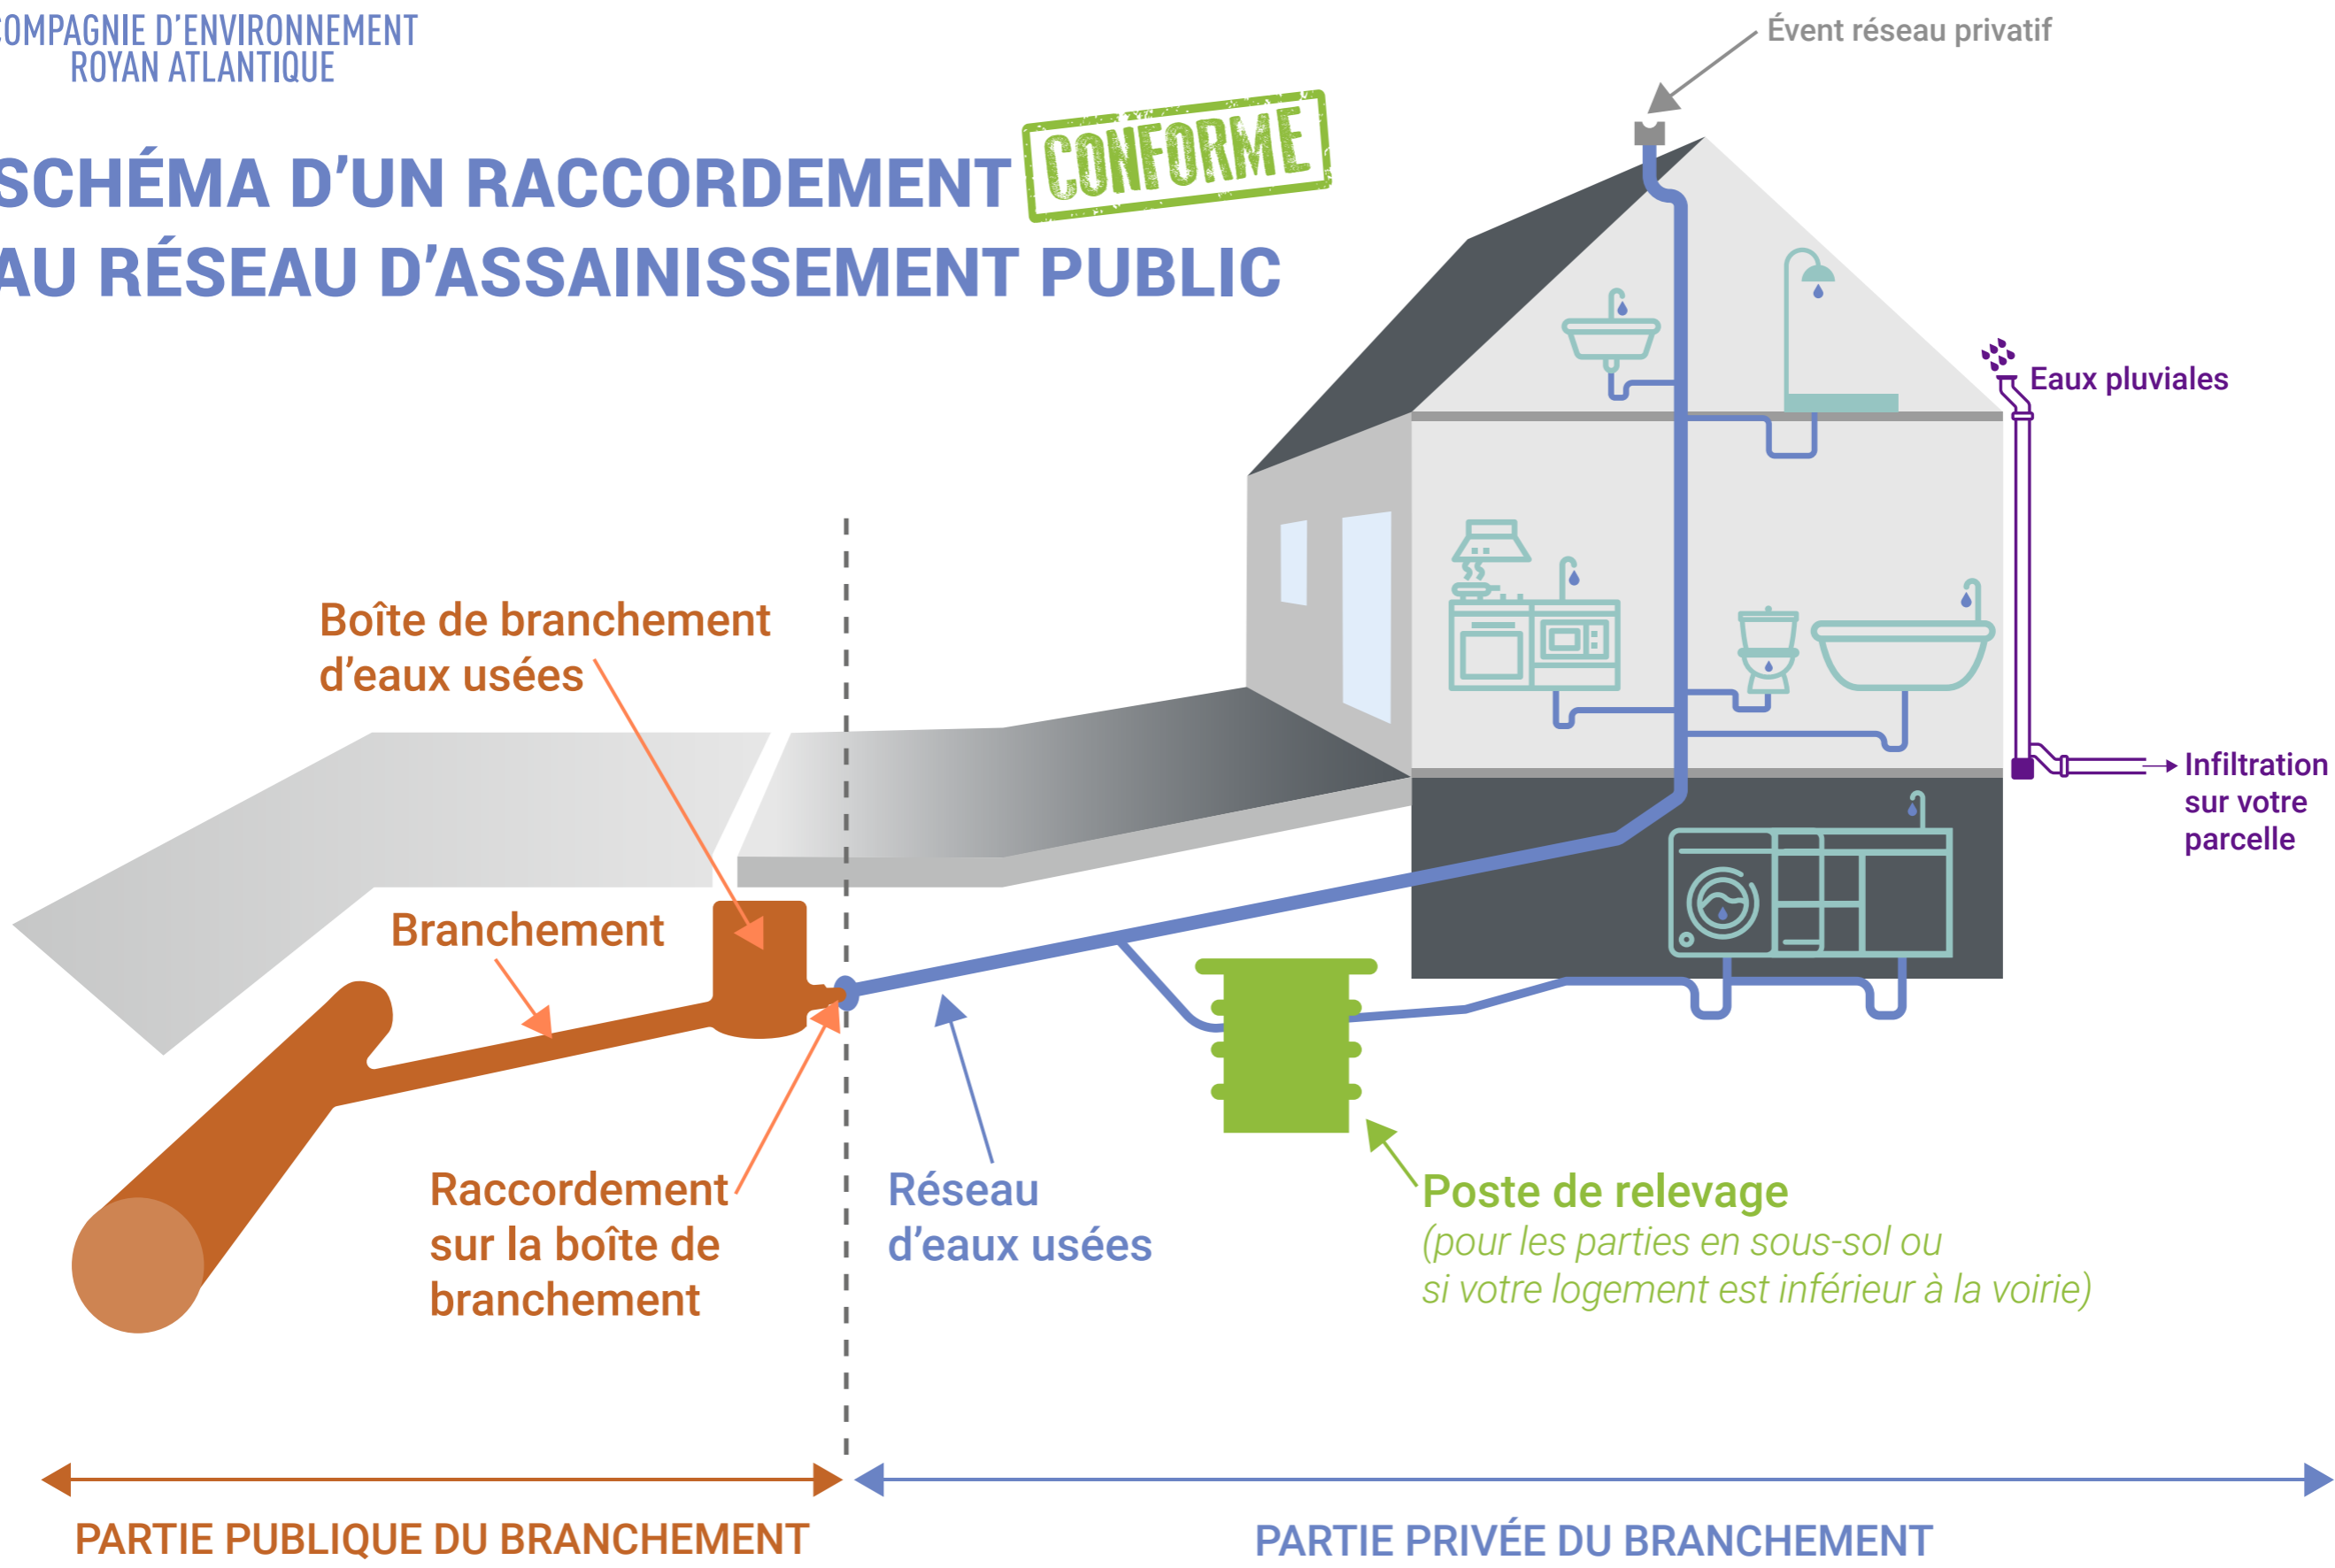 COMPAGNIE D'ENVIRONNEMENT
ROYAN ATLANTIQUE
SCHÉMA D’UN RACCORDEMENT
CONFORME
AU RÉSEAU D’ASSAINISSEMENT PUBLIC
Évent réseau privatif
Eaux pluviales
Infiltration
sur votre
parcelle
Boîte de branchement
d’eaux usées
Branchement
Raccordement
sur la boîte de
branchement
Réseau
d’eaux usées
Poste de relevage
(pour les parties en sous-sol ou
si votre logement est inférieur à la voirie)
PARTIE PUBLIQUE DU BRANCHEMENT
PARTIE PRIVÉE DU BRANCHEMENT